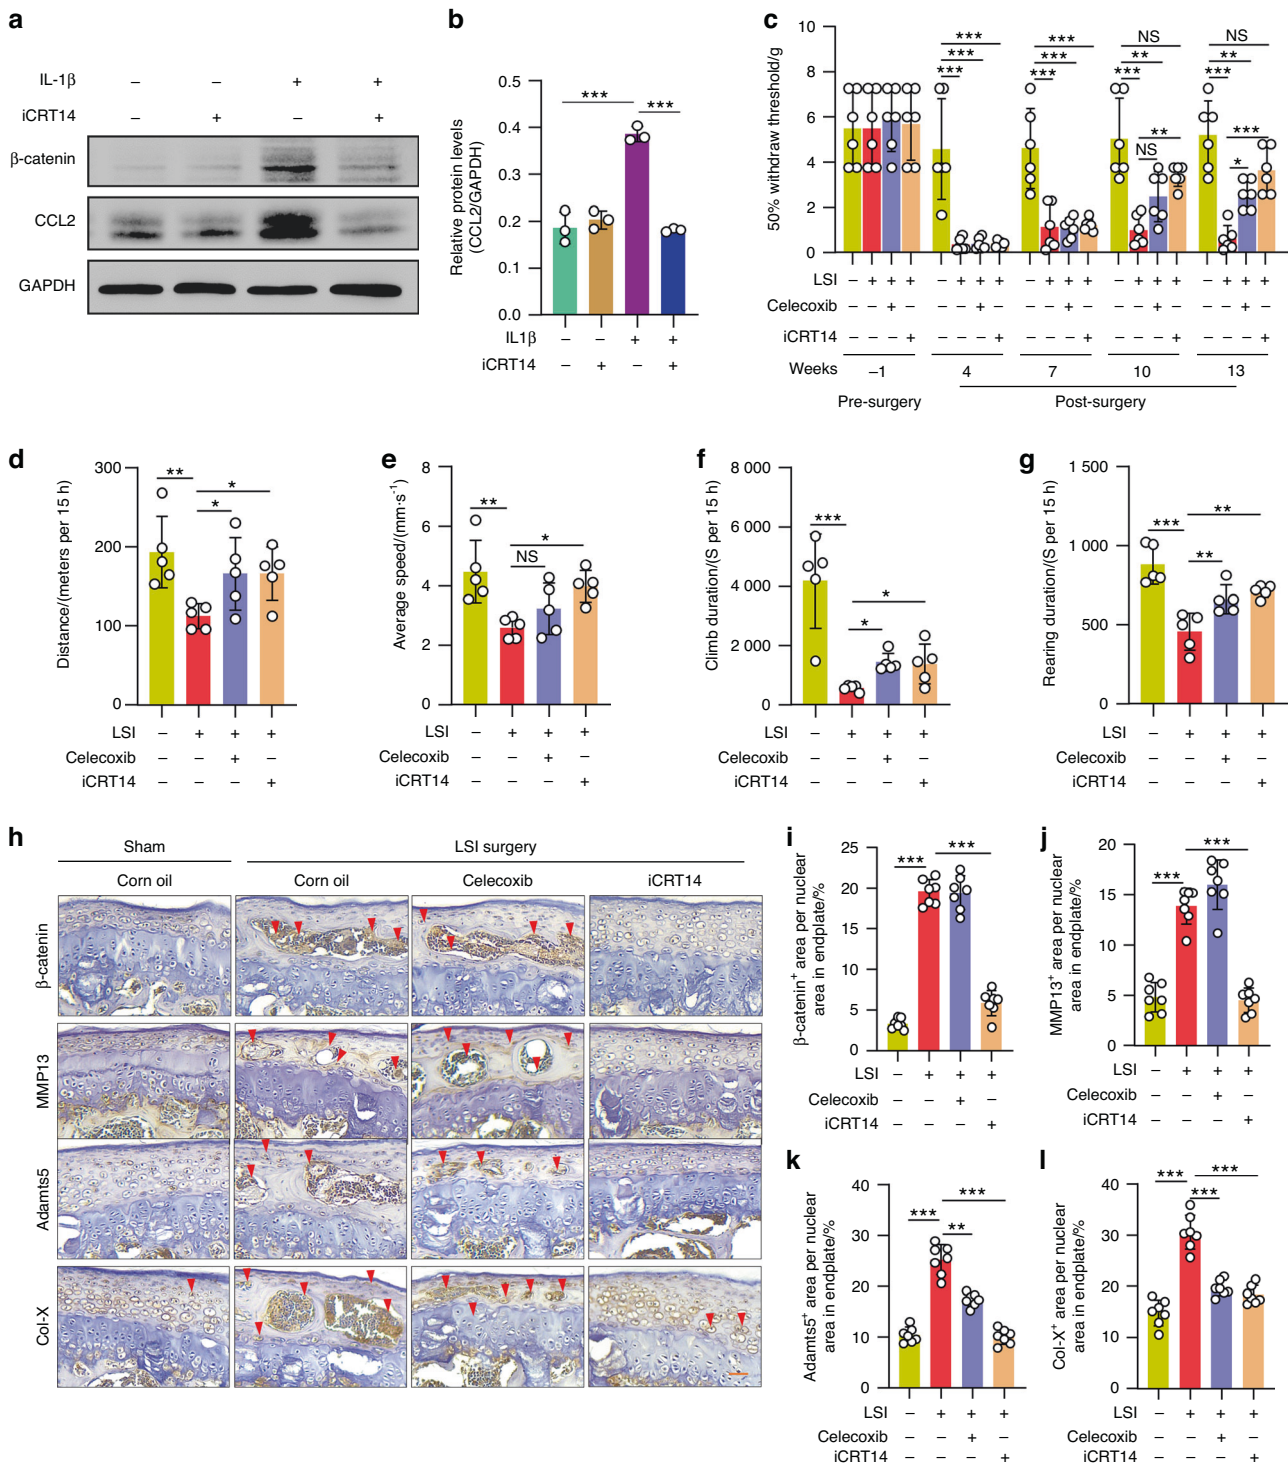 a
IL-1β – – + +
iCRT14 – + – +
β-catenin
CCL2
GAPDH
b
Relative protein levels
(CCL2/GAPDH)
0.5
0.4
0.3
0.2
0.1
0.0
*** ***
IL1β – – + +
iCRT14 – + – +
c
50% withdraw threshold/g
10
8
6
4
2
0
*** *** NS NS
*** *** ** **
*** *** *** ***
** ***
NS *
LSI – + + + – + + + – + + + – + + + – + + +
Celecoxib – – + – – – + – – – + – – – + – – – + –
iCRT14 – – – + – – – + – – – + – – – + – – – +
Weeks –1 4 7 10 13
Pre-surgery Post-surgery
d
Distance/(meters per 15 h)
300
200
100
0
** * *
LSI – + + +
Celecoxib – – + –
iCRT14 – – – +
e
Average speed/(mm·s-1)
8
6
4
2
0
** * NS
LSI – + + +
Celecoxib – – + –
iCRT14 – – – +
f
Climb duration/(S per 15 h)
8 000
6 000
4 000
2 000
0
*** * *
LSI – + + +
Celecoxib – – + –
iCRT14 – – – +
g
Rearing duration/(S per 15 h)
1 500
1 000
500
0
*** ** **
LSI – + + +
Celecoxib – – + –
iCRT14 – – – +
h
Sham LSI surgery
Corn oil Corn oil Celecoxib iCRT14
β-catenin
MMP13
Adamts5
Col-X
i
β-catenin+ area per nuclear
area in endplate/%
25
20
15
10
5
0
*** ***
LSI – + + +
Celecoxib – – + –
iCRT14 – – – +
j
MMP13+ area per nuclear
area in endplate/%
20
15
10
5
0
*** ***
LSI – + + +
Celecoxib – – + –
iCRT14 – – – +
k
Adamts5+ area per nuclear
area in endplate/%
40
30
20
10
0
*** *** **
LSI – + + +
Celecoxib – – + –
iCRT14 – – – +
l
Col-X+ area per nuclear
area in endplate/%
40
30
20
10
0
*** *** ***
LSI – + + +
Celecoxib – – + –
iCRT14 – – – +